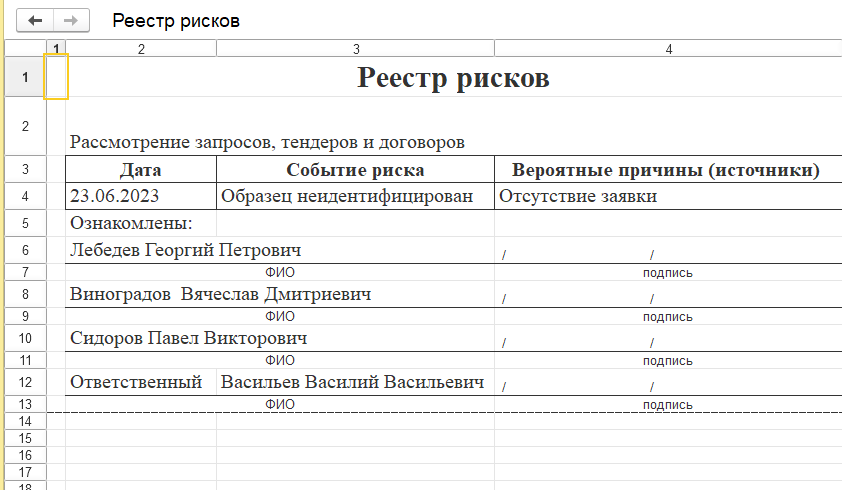 Реестр рисков
1 2 3 4
1 Реестр рисков
2 Рассмотрение запросов, тендеров и договоров
3 Дата Событие риска Вероятные причины (источники)
4 23.06.2023 Образец неидентифицирован Отсутствие заявки
5 Ознакомлены:
6 Лебедев Георгий Петрович / /
7 ФИО подпись
8 Виноградов Вячеслав Дмитриевич / /
9 ФИО подпись
10 Сидоров Павел Викторович / /
11 ФИО подпись
12 Ответственный Васильев Василий Васильевич / /
13 ФИО подпись
14
15
16
17
18